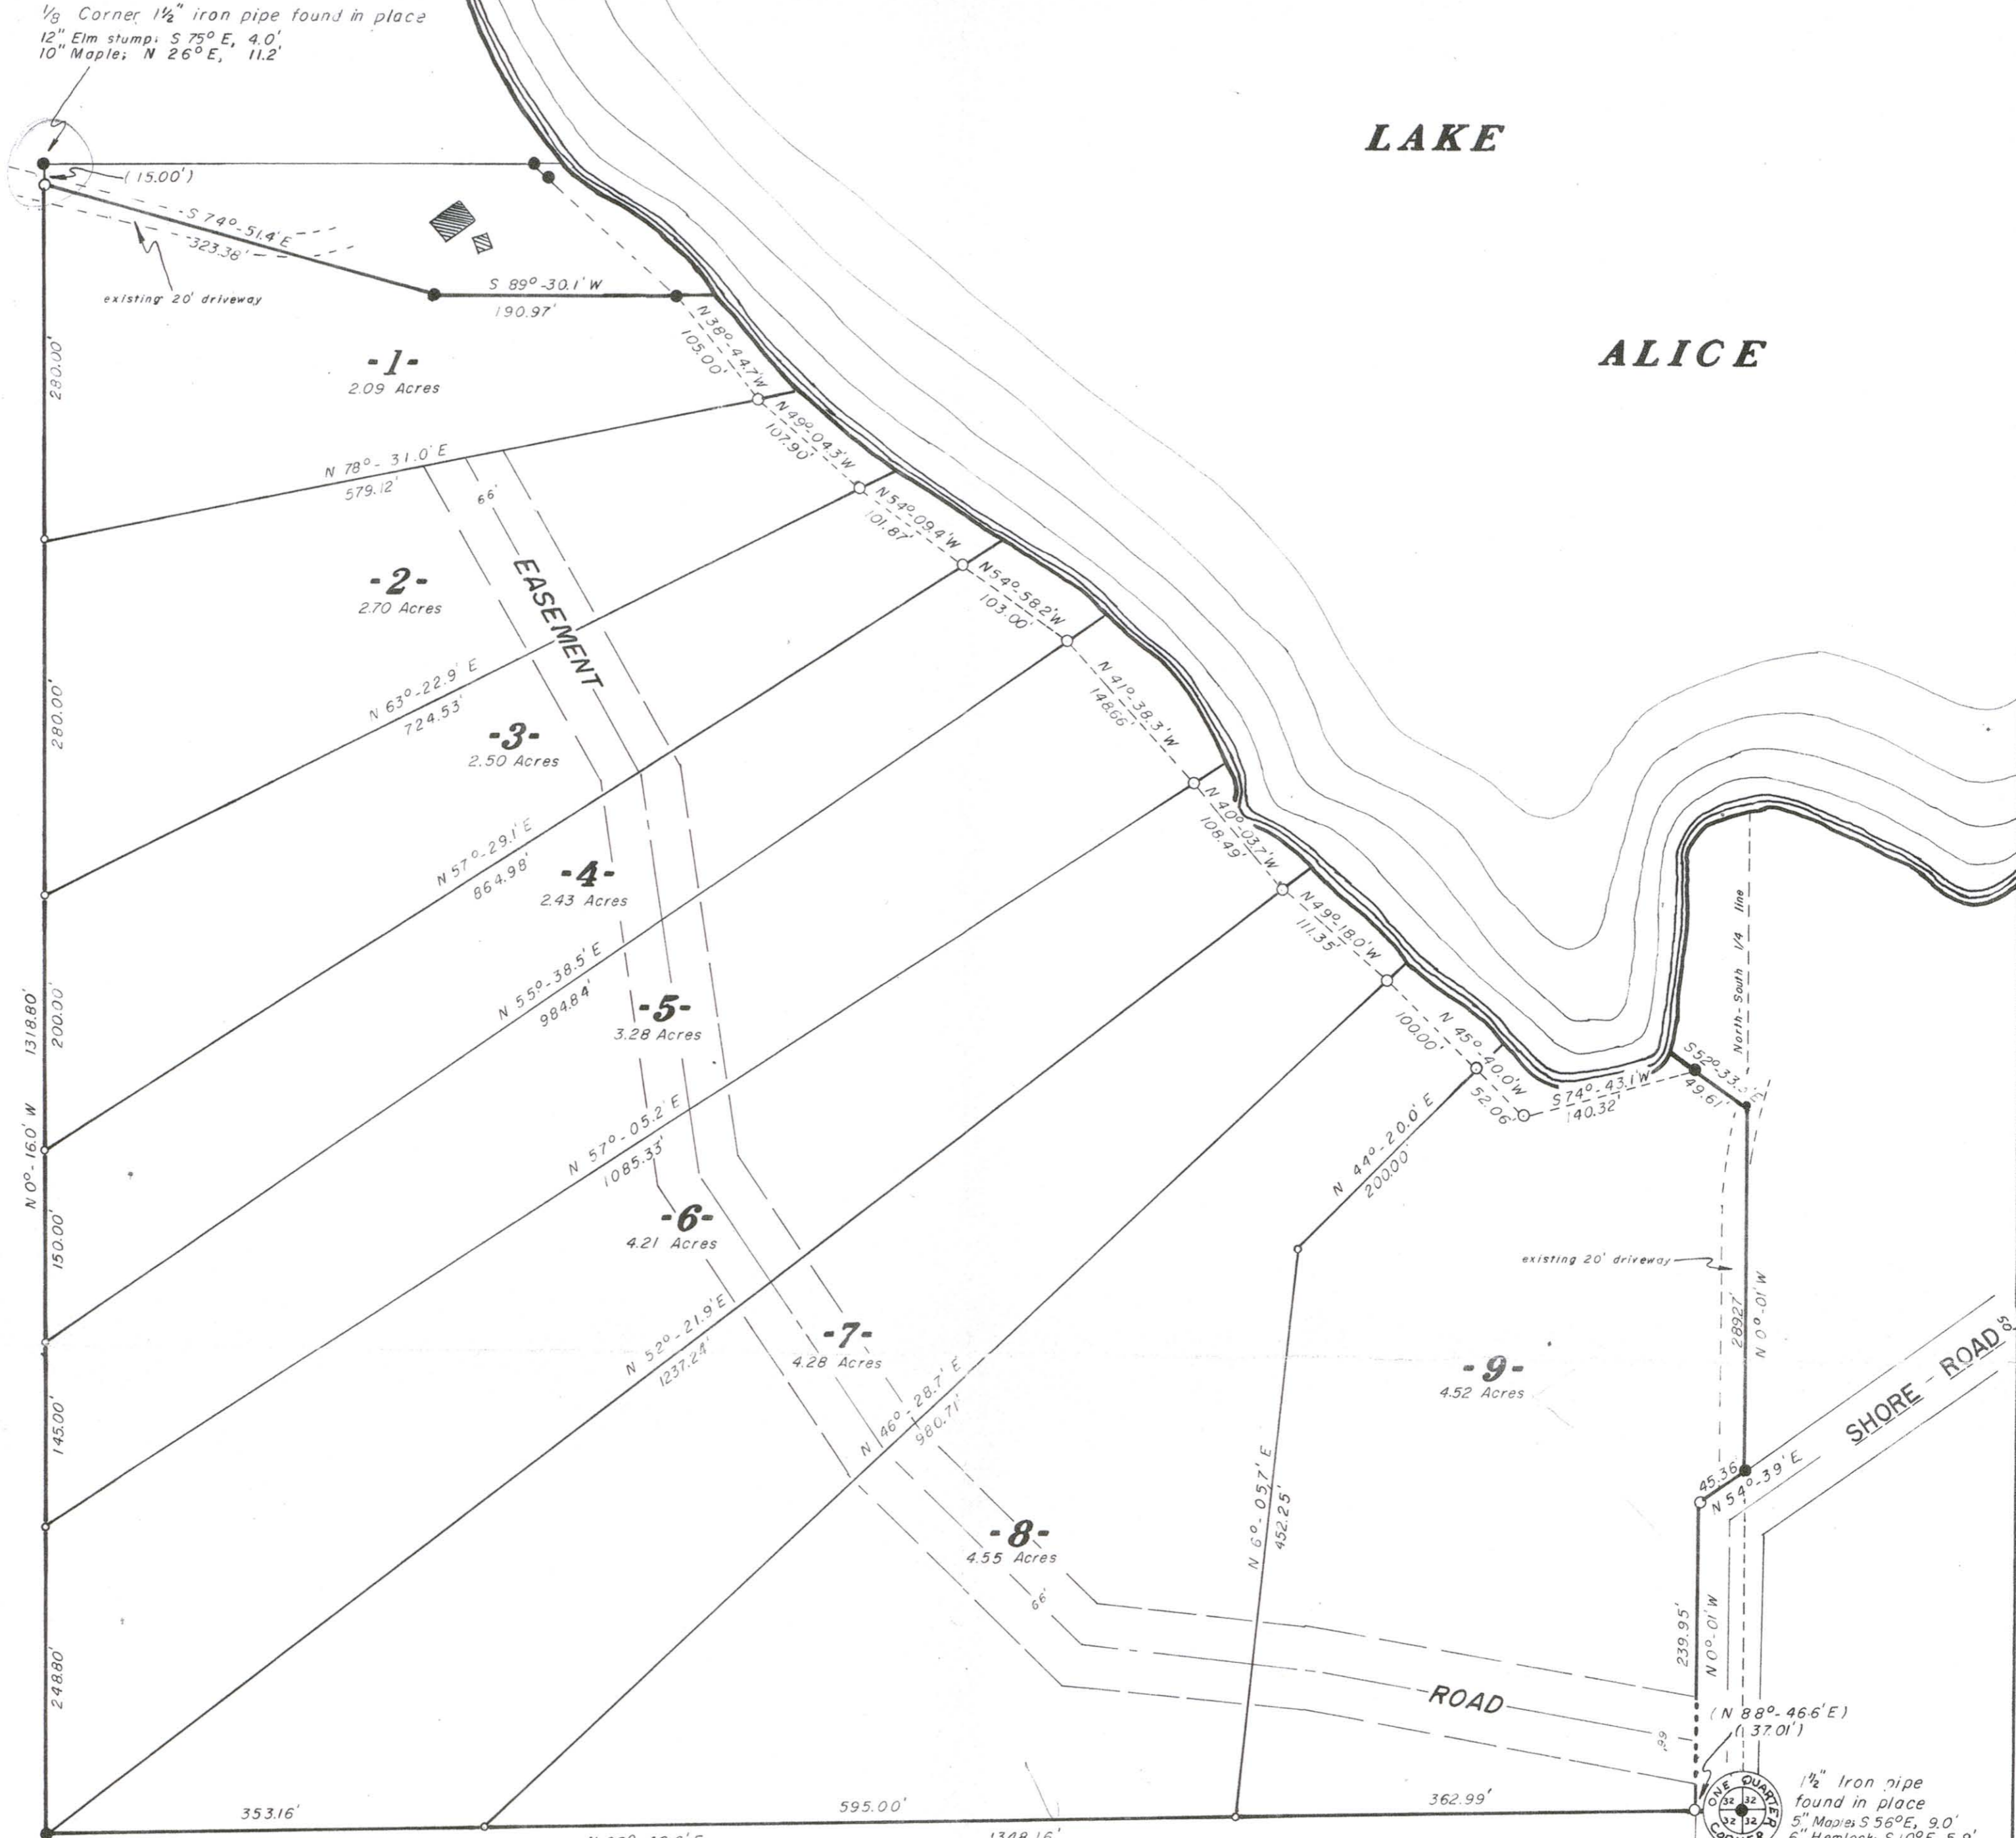 1/8 Corner 1½" iron pipe found in place
12" Elm stump; S 75° E, 4.0'
10" Maple; N 26° E, 11.2'
LAKE
ALICE
(15.00')
S 74°-51.4' E
323.38'
existing 20' driveway
S 89°-30.1' W
190.97'
280.00'
-1-
2.09 Acres
N 38°-44.7' W
105.00'
N 78°-31.0' E
579.12'
N 49°-04.3' W
107.90'
66'
EASEMENT
-2-
2.70 Acres
N 54°-09.4' W
101.87'
N 54°-58.2' W
103.00'
280.00'
N 63°-22.9' E
724.53'
-3-
2.50 Acres
N 41°-38.3' W
148.66'
N 57°-29.1' E
864.98'
-4-
2.43 Acres
N 40°-03.7' W
108.49'
N 49°-18.0' W
111.35'
North-South 1/4 line
N 0°-16.0' W 1318.80'
200.00'
N 55°-38.5' E
984.84'
-5-
3.28 Acres
N 45°-40.0' W
100.00'
52.06'
S 74°-43.1' W
140.32'
S 52°-33. E
49.61'
N 57°-05.2' E
1085.33'
N 44°-20.0' E
200.00'
150.00'
-6-
4.21 Acres
existing 20' driveway
289.27'
N 0°-01' W
N 52°-21.9' E
1237.24'
-7-
4.28 Acres
-9-
4.52 Acres
SHORE - ROAD
50
145.00'
N 46°-28.7' E
980.71'
45.36'
N 54°-39' E
N 6°-05.7' E
452.25'
-8-
4.55 Acres
66'
239.95'
N 0°-01' W
248.80'
ROAD
66'
(N 88°-46.6' E)
(37.01')
353.16'
595.00'
362.99'
1348.16'
ONE QUARTER
32 32
32 32
1½" Iron pipe
found in place
5" Maple; S 56° E, 9.0'
6" Hemlock; S 10° E, 5.9'